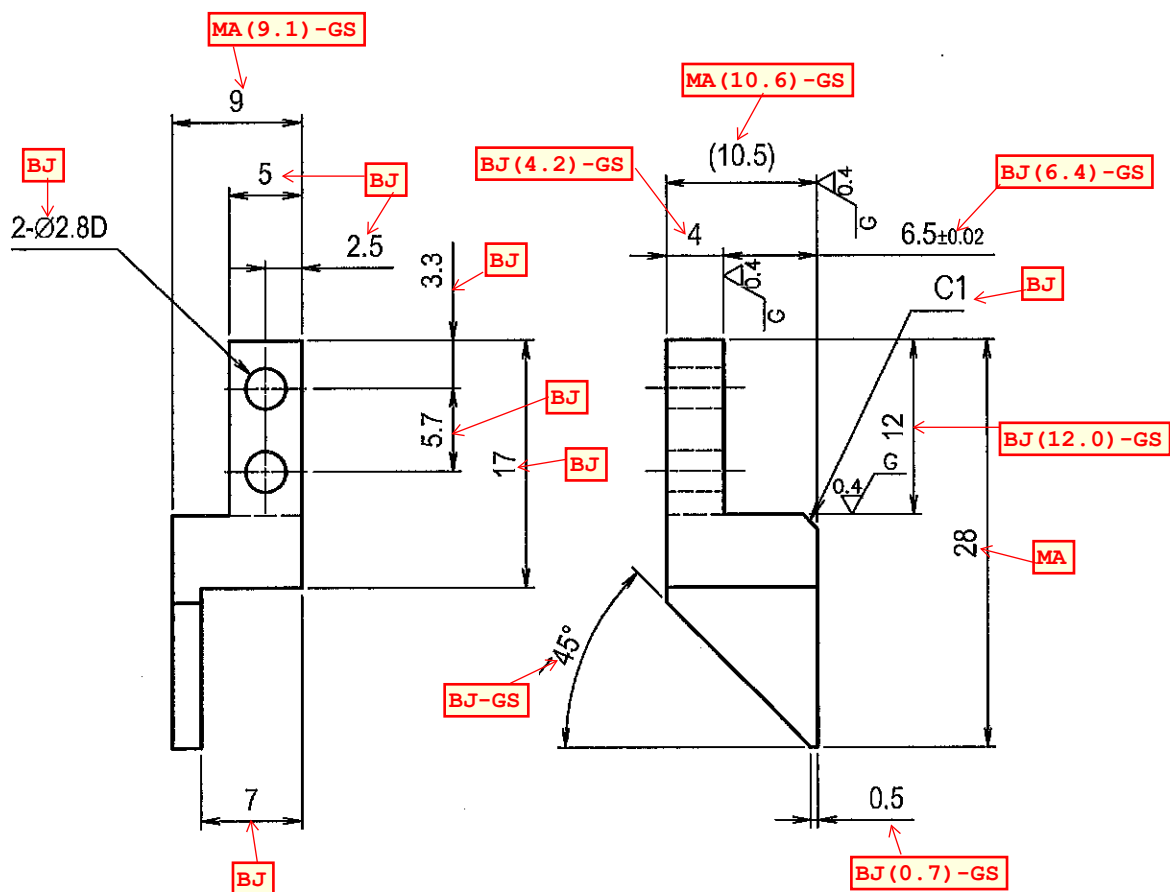 MA(9.1)-GS
9
MA(10.6)-GS
(10.5)
BJ
5
BJ
BJ(4.2)-GS
0.4
G
BJ(6.4)-GS
2-Ø2.8D
2.5
4
6.5±0.02
3.3
BJ
0.4
G
C1
BJ
5.7
BJ
17
BJ
12
BJ(12.0)-GS
0.4
G
28
MA
45°
BJ-GS
7
BJ
0.5
BJ(0.7)-GS